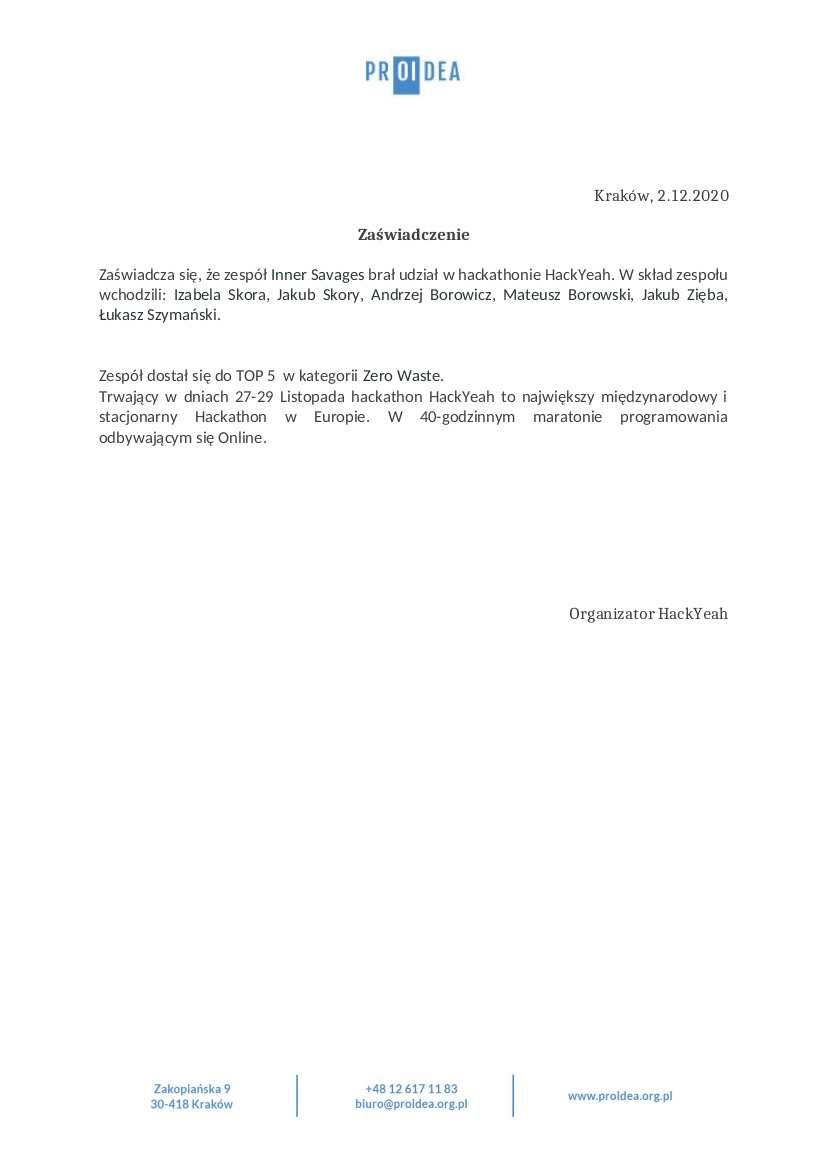 PROIDEA
Kraków, 2.12.2020
Zaświadczenie
Zaświadcza się, że zespół Inner Savages brał udział w hackathonie HackYeah. W skład zespołu
wchodzili: Izabela Skora, Jakub Skory, Andrzej Borowicz, Mateusz Borowski, Jakub Zięba,
Łukasz Szymański.
Zespół dostał się do TOP 5 w kategorii Zero Waste.
Trwający w dniach 27-29 Listopada hackathon HackYeah to największy międzynarodowy i
stacjonarny Hackathon w Europie. W 40-godzinnym maratonie programowania
odbywającym się Online.
Organizator HackYeah
Zakopiańska 9
30-418 Kraków
+48 12 617 11 83
biuro@proidea.org.pl
www.proidea.org.pl